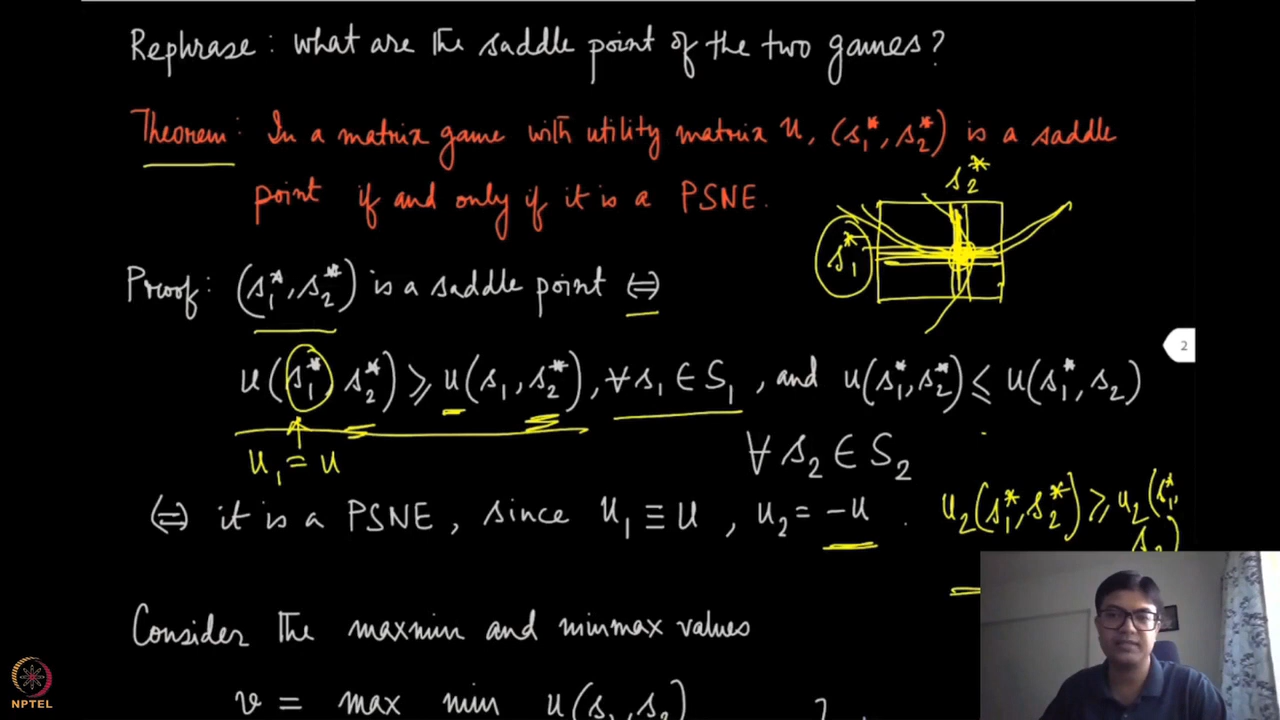 Rephrase: What are the saddle point of the two games?
Theorem: In a matrix game with utility matrix u, (s₁*, s₂*) is a saddle
point if and only if it is a PSNE.
s₂*
s₁*
Proof: (s₁*, s₂*) is a saddle point ⇔
u(s₁*, s₂*) ⩾ u(s₁, s₂*), ∀ s₁ ∈ S₁, and u(s₁*, s₂*) ⩽ u(s₁*, s₂)
2
u₁ = u
∀ s₂ ∈ S₂
⇔ it is a PSNE, since u₁ ≡ u, u₂ = -u.
u₂(s₁*, s₂*) ⩾ u₂(s₁*,
s₂)
Consider the maxmin and minmax values
v = max min u(s₁, s₂)
NPTEL